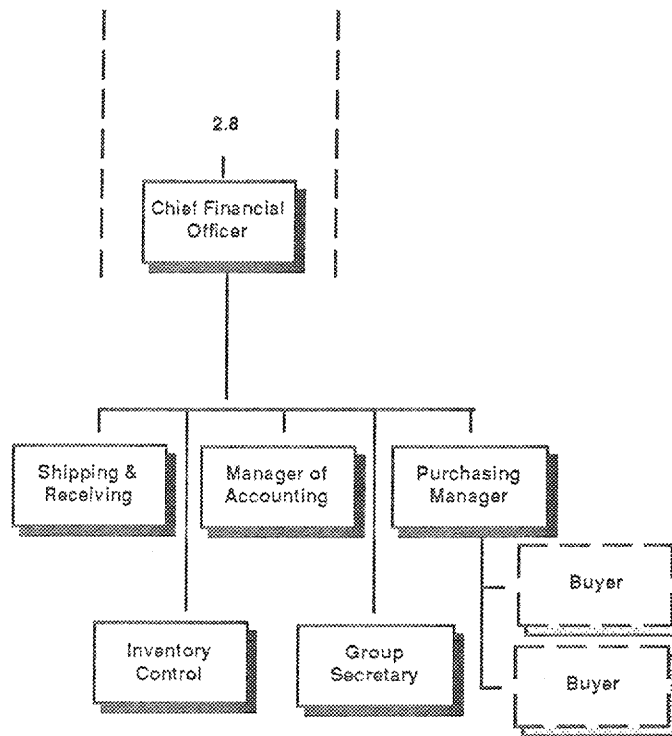 2.8
Chief Financial
Officer
Shipping &
Receiving
Manager of
Accounting
Purchasing
Manager
Buyer
Inventory
Control
Group
Secretary
Buyer